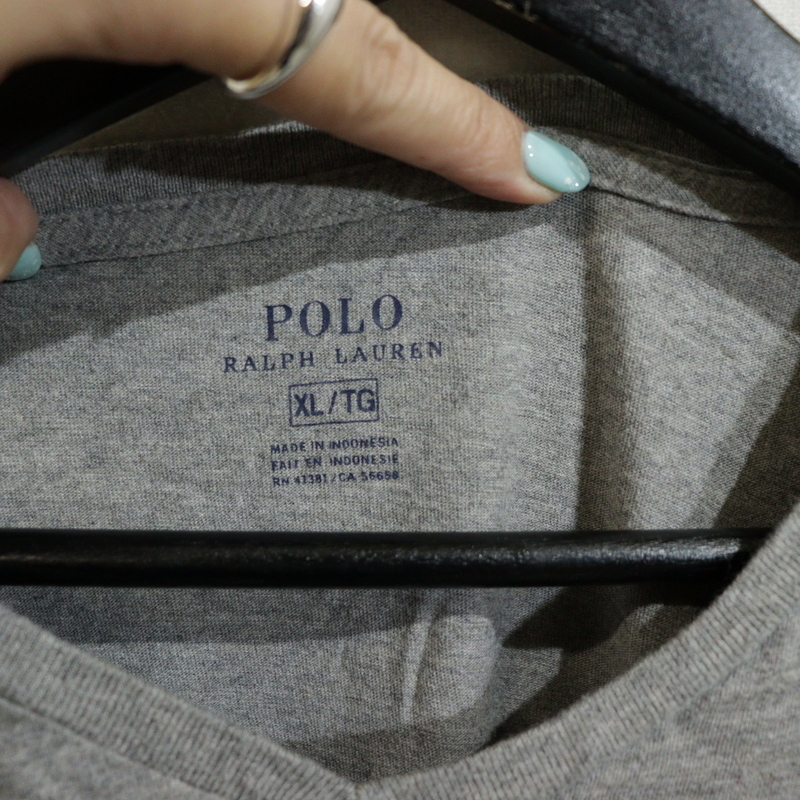 POLO
RALPH LAUREN
XL/TG
MADE IN INDONESIA
FAIT EN INDONESIE
RN 41381/CA 56658